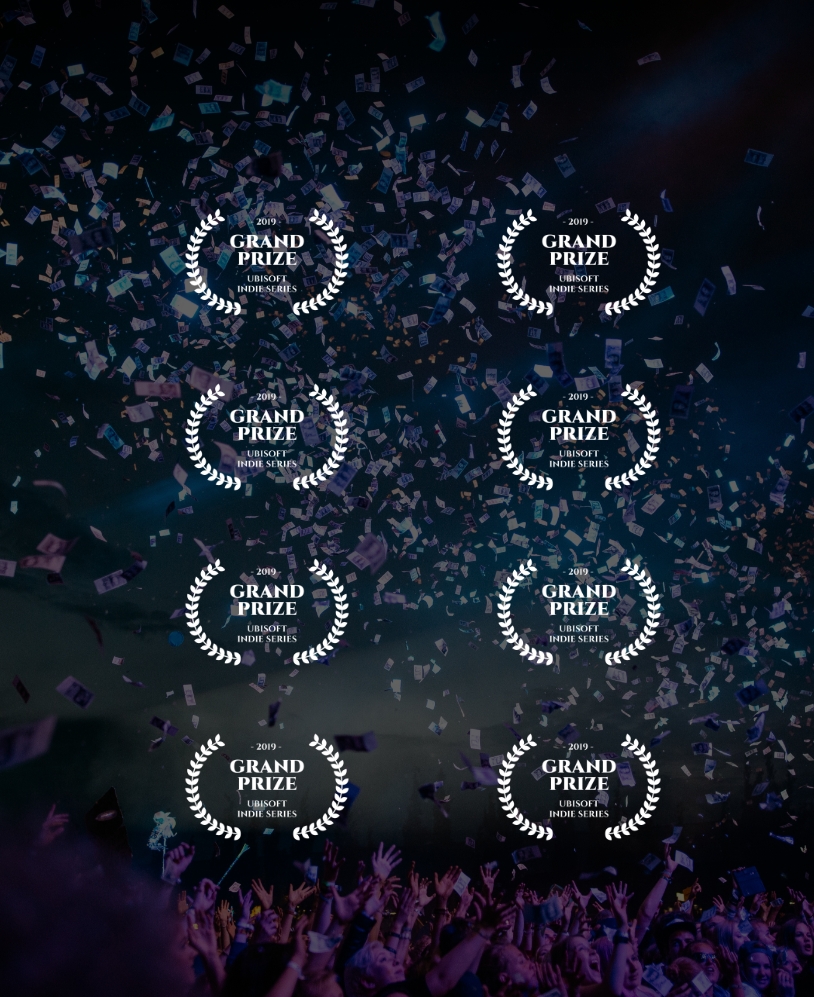 - 2019 -
GRAND
PRIZE
UBISOFT
INDIE SERIES
- 2019 -
GRAND
PRIZE
UBISOFT
INDIE SERIES
- 2019 -
GRAND
PRIZE
UBISOFT
INDIE SERIES
- 2019 -
GRAND
PRIZE
UBISOFT
INDIE SERIES
- 2019 -
GRAND
PRIZE
UBISOFT
INDIE SERIES
- 2019 -
GRAND
PRIZE
UBISOFT
INDIE SERIES
- 2019 -
GRAND
PRIZE
UBISOFT
INDIE SERIES
- 2019 -
GRAND
PRIZE
UBISOFT
INDIE SERIES